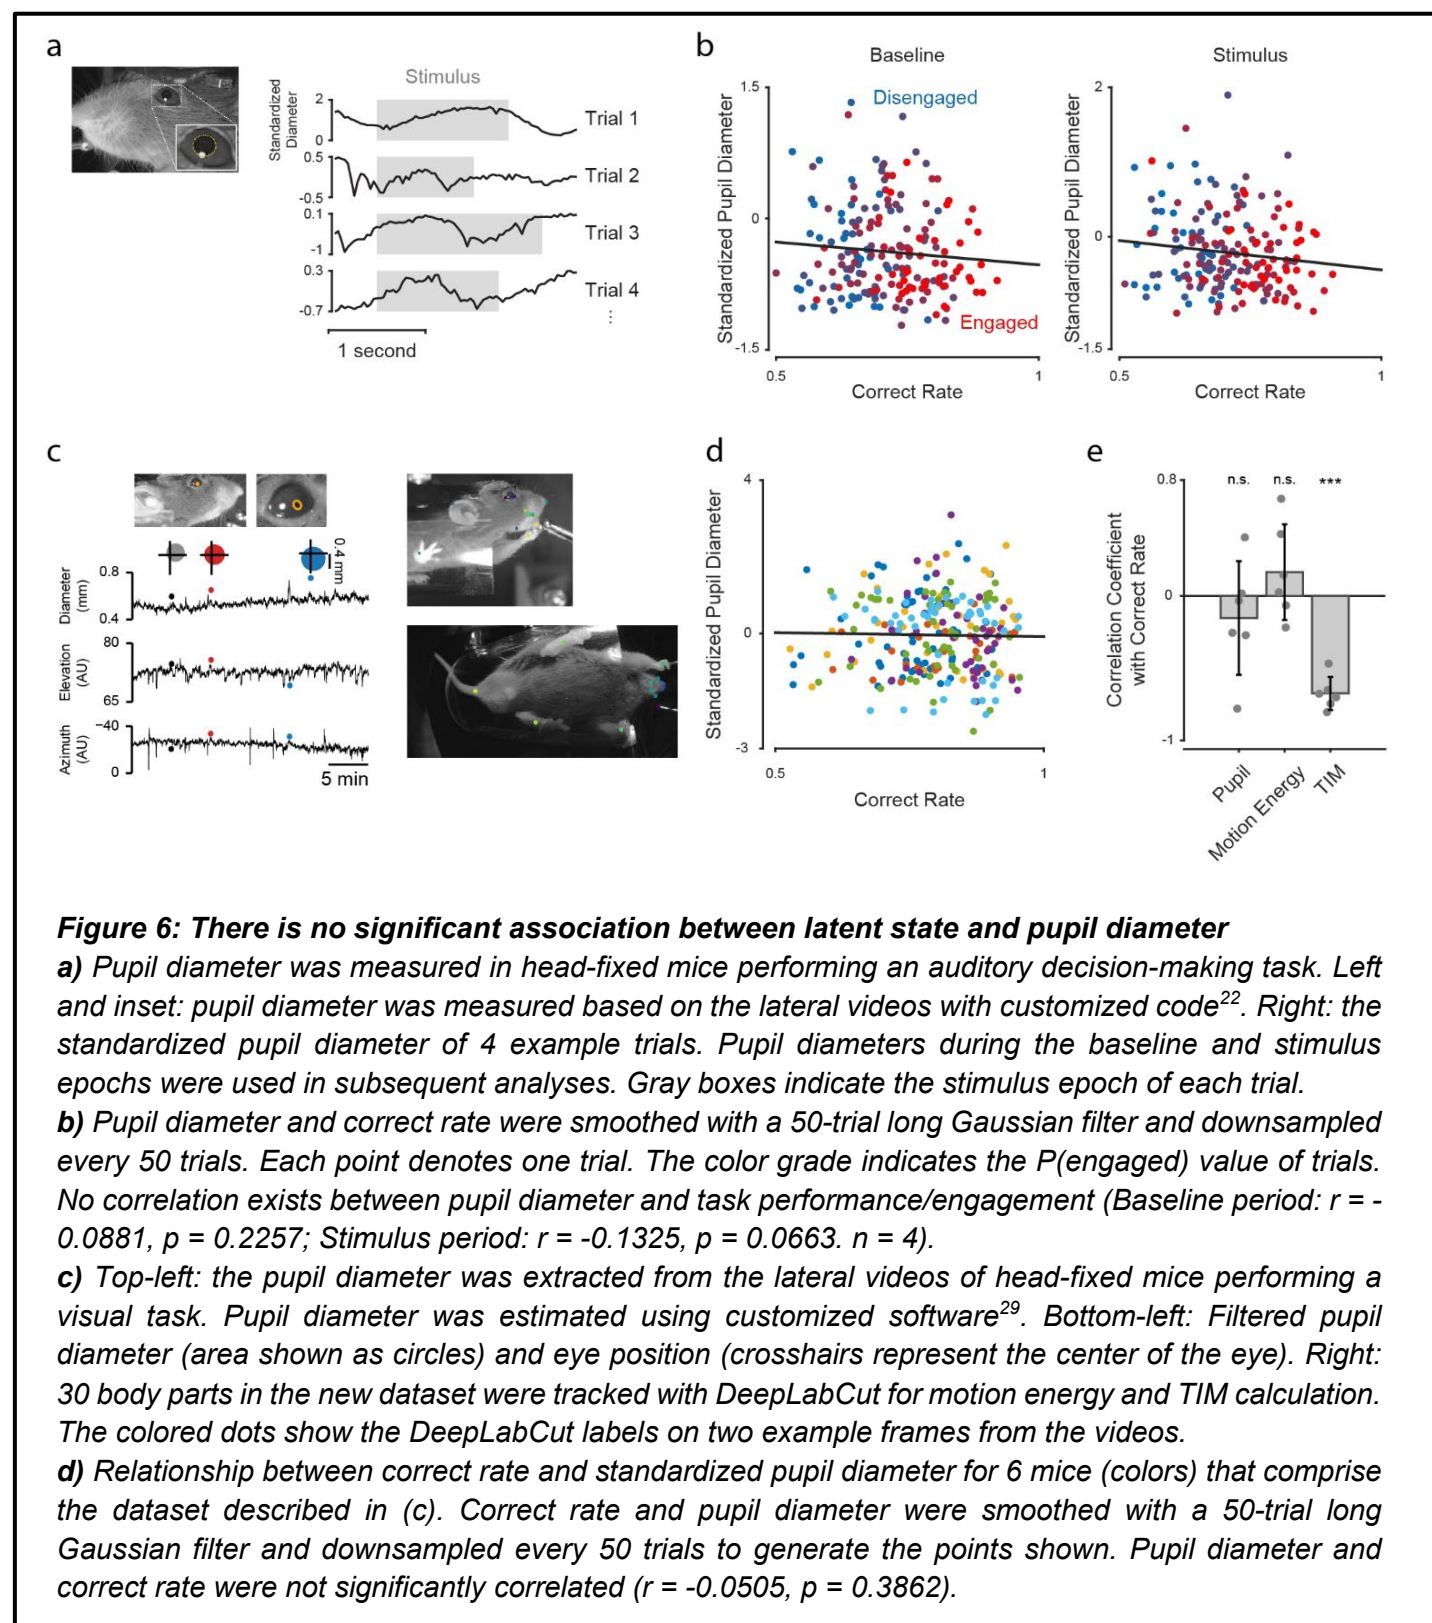 a
Stimulus
Standardized
Diameter
2
0
Trial 1
0.5
-0.5
Trial 2
0.1
-1
Trial 3
0.3
-0.7
Trial 4
⋮
1 second
b
Baseline
Standardized Pupil Diameter
1.5
0
-1.5
Disengaged
Engaged
0.5
1
Correct Rate
Stimulus
Standardized Pupil Diameter
2
0
-1.5
0.5
1
Correct Rate
c
0.4 mm
Diameter
(mm)
0.8
0.4
Elevation
(AU)
80
65
Azimuth
(AU)
−40
0
5 min
d
Standardized Pupil Diameter
4
0
-3
0.5
1
Correct Rate
e
Correlation Coefficient
with Correct Rate
0.8
0
-1
n.s.
n.s.
***
Pupil
Motion Energy
TIM
Figure 6: There is no significant association between latent state and pupil diameter
a) Pupil diameter was measured in head-fixed mice performing an auditory decision-making task. Left
and inset: pupil diameter was measured based on the lateral videos with customized code22. Right: the
standardized pupil diameter of 4 example trials. Pupil diameters during the baseline and stimulus
epochs were used in subsequent analyses. Gray boxes indicate the stimulus epoch of each trial.
b) Pupil diameter and correct rate were smoothed with a 50-trial long Gaussian filter and downsampled
every 50 trials. Each point denotes one trial. The color grade indicates the P(engaged) value of trials.
No correlation exists between pupil diameter and task performance/engagement (Baseline period: r = -
0.0881, p = 0.2257; Stimulus period: r = -0.1325, p = 0.0663. n = 4).
c) Top-left: the pupil diameter was extracted from the lateral videos of head-fixed mice performing a
visual task. Pupil diameter was estimated using customized software29. Bottom-left: Filtered pupil
diameter (area shown as circles) and eye position (crosshairs represent the center of the eye). Right:
30 body parts in the new dataset were tracked with DeepLabCut for motion energy and TIM calculation.
The colored dots show the DeepLabCut labels on two example frames from the videos.
d) Relationship between correct rate and standardized pupil diameter for 6 mice (colors) that comprise
the dataset described in (c). Correct rate and pupil diameter were smoothed with a 50-trial long
Gaussian filter and downsampled every 50 trials to generate the points shown. Pupil diameter and
correct rate were not significantly correlated (r = -0.0505, p = 0.3862).